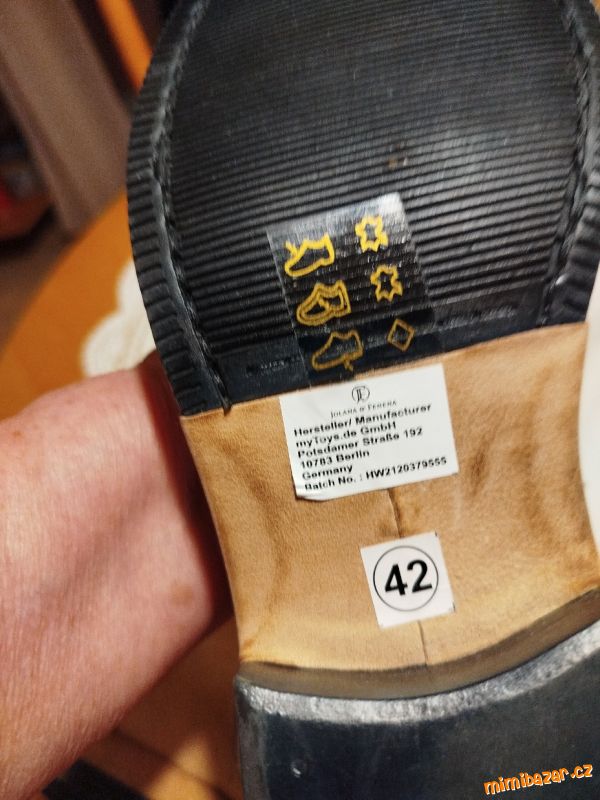 JE
JOLANA & FENENA
Hersteller/ Manufacturer
myToys.de GmbH
Potsdamer Straße 192
10783 Berlin
Germany
Batch No. : HW2120379555
42
mimibazar.cz